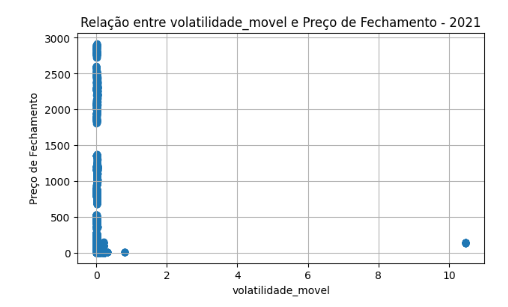 Relação entre volatilidade_movel e Preço de Fechamento - 2021
Preço de Fechamento
3000
2500
2000
1500
1000
500
0
0 2 4 6 8 10
volatilidade_movel